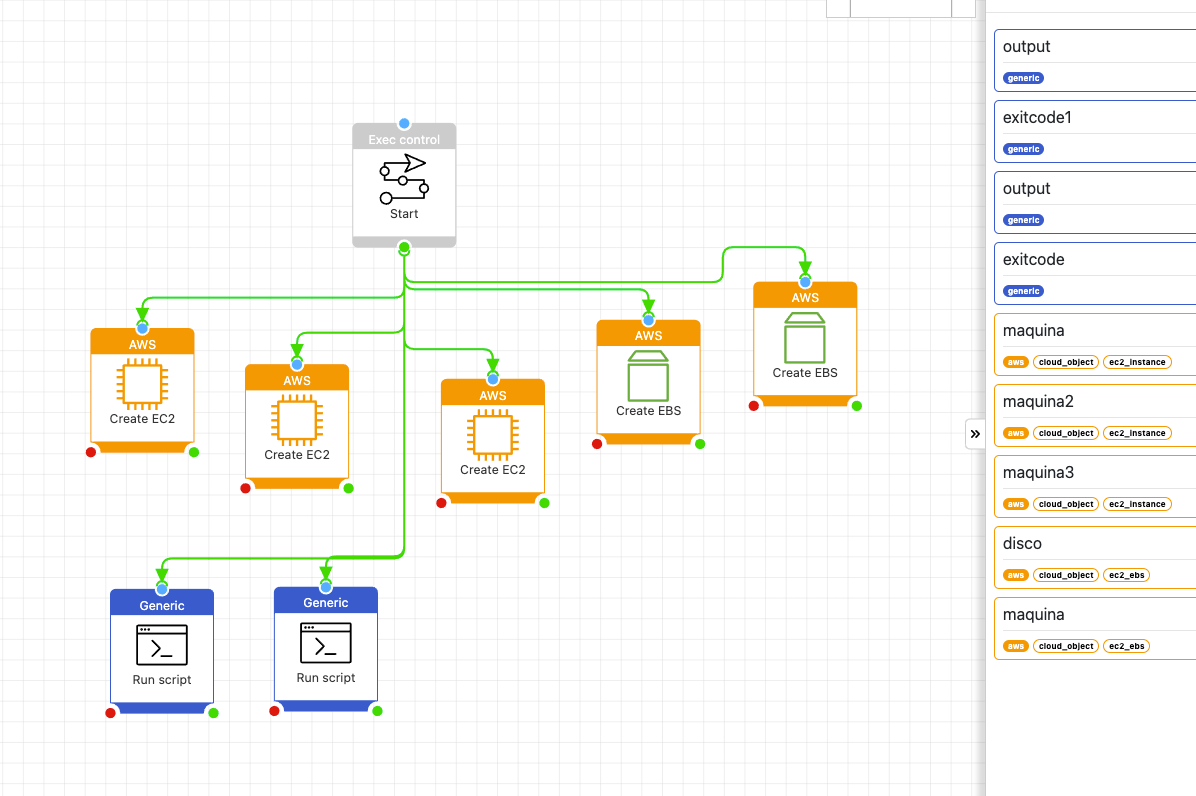 Exec control
Start
AWS
Create EC2
AWS
Create EC2
AWS
Create EC2
AWS
Create EBS
AWS
Create EBS
Generic
Run script
Generic
Run script
»
output
generic
exitcode1
generic
output
generic
exitcode
generic
maquina
aws cloud_object ec2_instance
maquina2
aws cloud_object ec2_instance
maquina3
aws cloud_object ec2_instance
disco
aws cloud_object ec2_ebs
maquina
aws cloud_object ec2_ebs